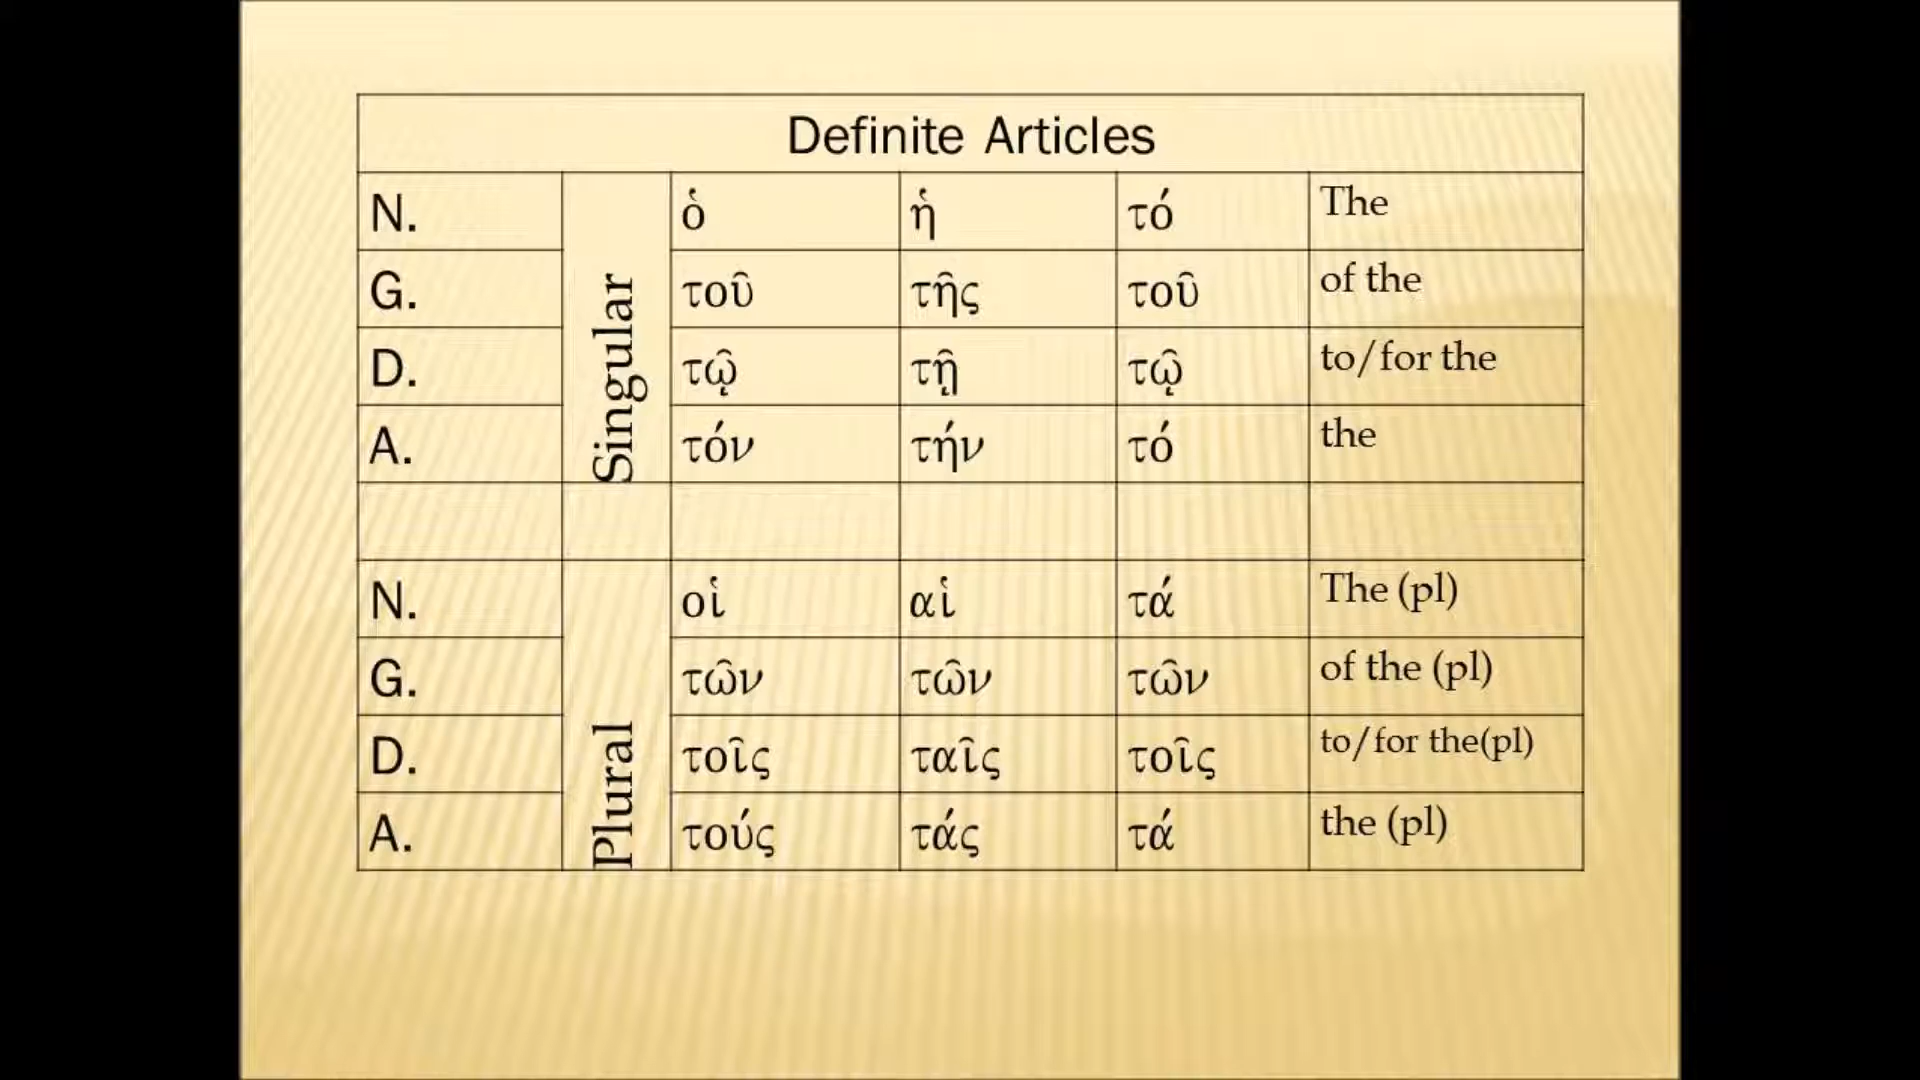 Definite Articles
N. ὁ ἡ τό The
G. τοῦ τῆς τοῦ of the
D. τῷ τῇ τῷ to/for the
A. τόν τήν τό the
Singular
N. οἱ αἱ τά The (pl)
G. τῶν τῶν τῶν of the (pl)
D. τοῖς ταῖς τοῖς to/for the(pl)
A. τούς τάς τά the (pl)
Plural